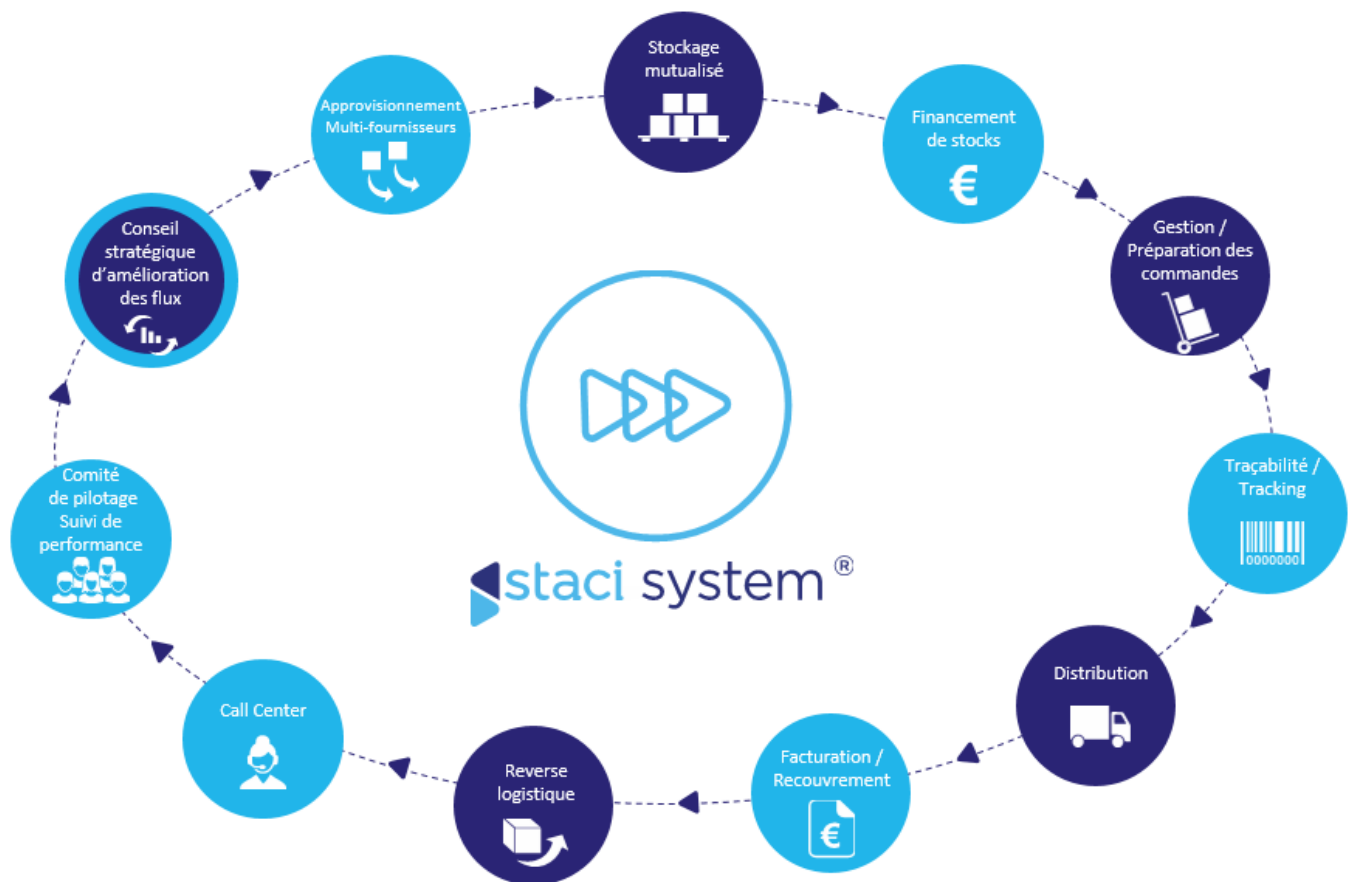 Stockage
mutualisé
Approvisionnement
Multi-fournisseurs
Financement
de stocks
€
Conseil
stratégique
d'amélioration
des flux
Gestion /
Préparation des
commandes
Comité
de pilotage
Suivi de
performance
Traçabilité /
Tracking
0000000
staci system ®
Distribution
Call Center
Facturation /
Recouvrement
€
Reverse
logistique